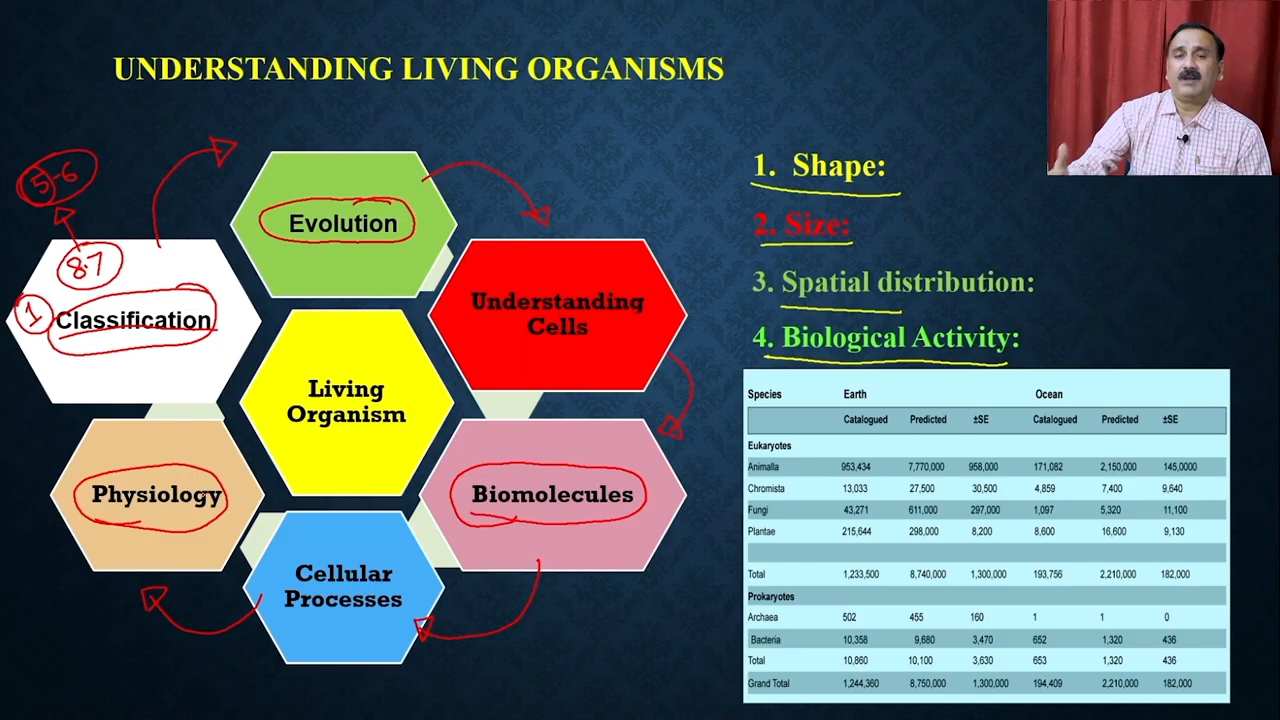 UNDERSTANDING LIVING ORGANISMS
5-6
8.7
1
Classification
Evolution
Understanding
Cells
Living
Organism
Physiology
Biomolecules
Cellular
Processes
1. Shape:
2. Size:
3. Spatial distribution:
4. Biological Activity:
Species Earth Ocean
Catalogued Predicted ±SE Catalogued Predicted ±SE
Eukaryotes
Animalla 953,434 7,770,000 958,000 171,082 2,150,000 145,0000
Chromista 13,033 27,500 30,500 4,859 7,400 9,640
Fungi 43,271 611,000 297,000 1,097 5,320 11,100
Plantae 215,644 298,000 8,200 8,600 16,600 9,130
Total 1,233,500 8,740,000 1,300,000 193,756 2,210,000 182,000
Prokaryotes
Archaea 502 455 160 1 1 0
Bacteria 10,358 9,680 3,470 652 1,320 436
Total 10,860 10,100 3,630 653 1,320 436
Grand Total 1,244,360 8,750,000 1,300,000 194,409 2,210,000 182,000